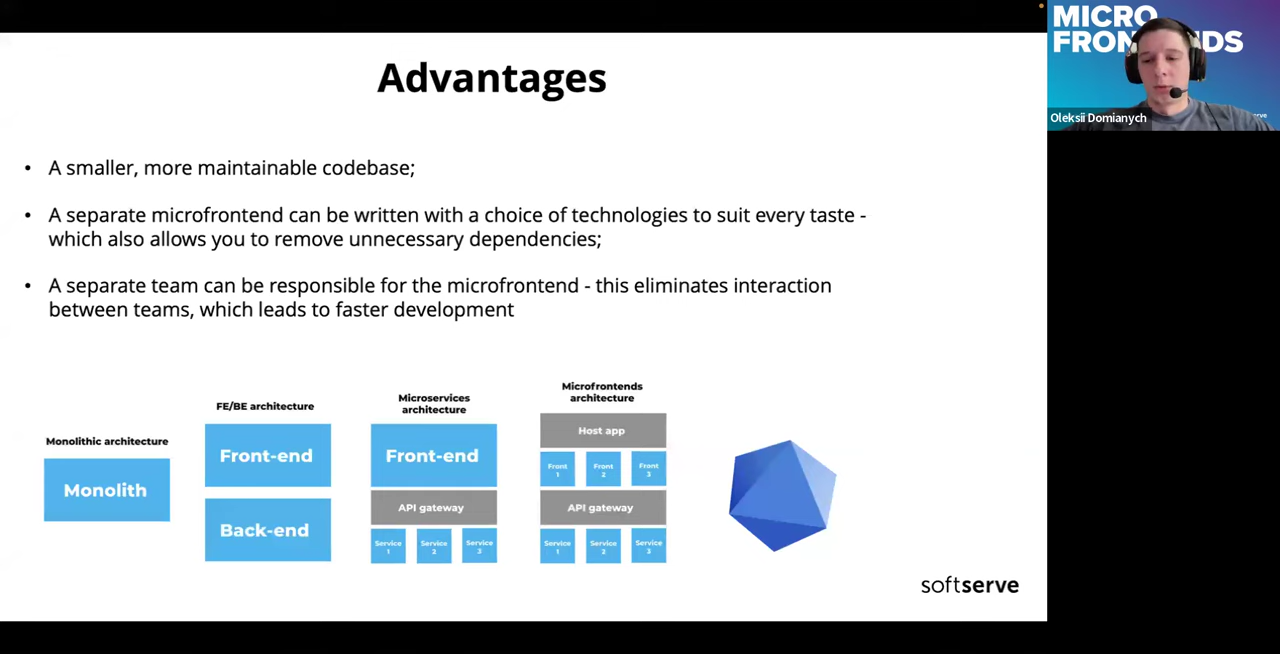 MICRO
FRONTENDS
Oleksii Domianych
Advantages
• A smaller, more maintainable codebase;
• A separate microfrontend can be written with a choice of technologies to suit every taste -
which also allows you to remove unnecessary dependencies;
• A separate team can be responsible for the microfrontend - this eliminates interaction
between teams, which leads to faster development
Monolithic architecture
Monolith
FE/BE architecture
Front-end
Back-end
Microservices
architecture
Front-end
API gateway
Service
1
Service
2
Service
3
Microfrontends
architecture
Host app
Front
1
Front
2
Front
3
API gateway
Service
1
Service
2
Service
3
softserve